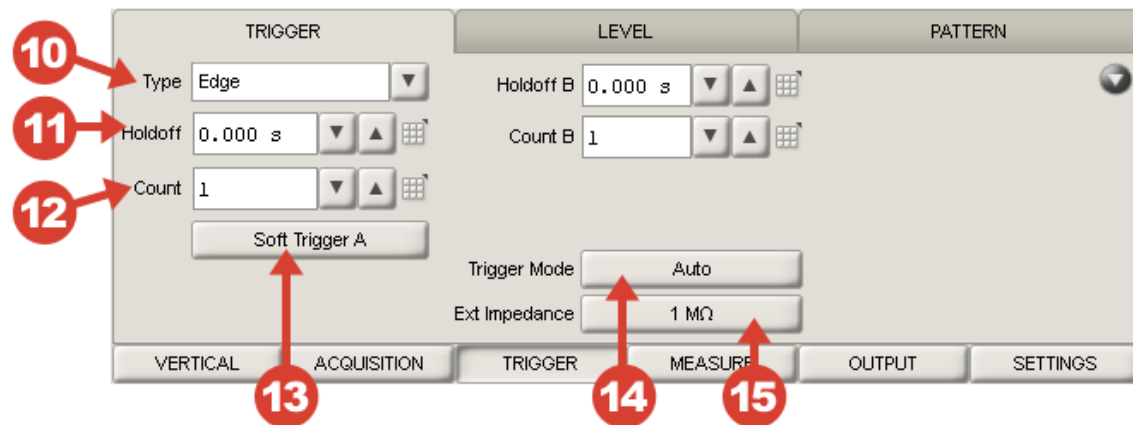 TRIGGER LEVEL PATTERN
10
Type Edge
Holdoff B 0.000 s
11
Holdoff 0.000 s
Count B 1
12
Count 1
Soft Trigger A
Trigger Mode Auto
Ext Impedance 1 MΩ
VERTICAL ACQUISITION TRIGGER MEASURE OUTPUT SETTINGS
13 14 15